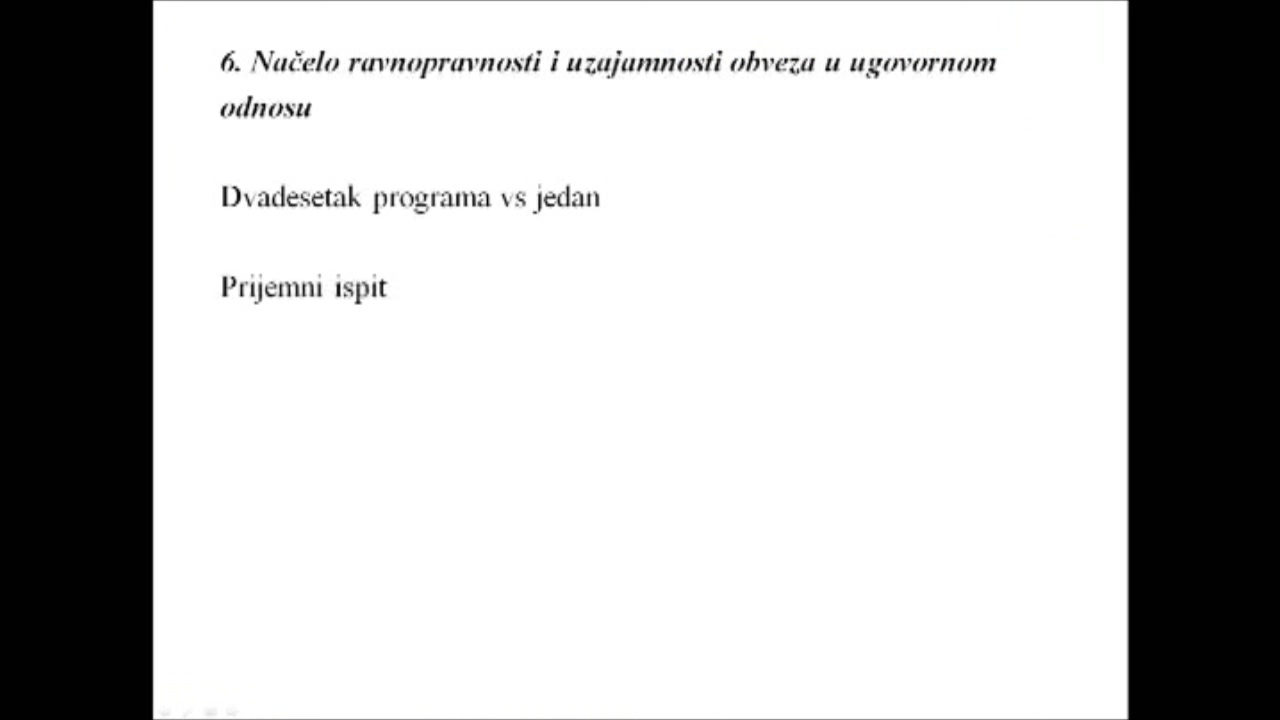 6. Načelo ravnopravnosti i uzajamnosti obveza u ugovornom
odnosu
Dvadesetak programa vs jedan
Prijemni ispit